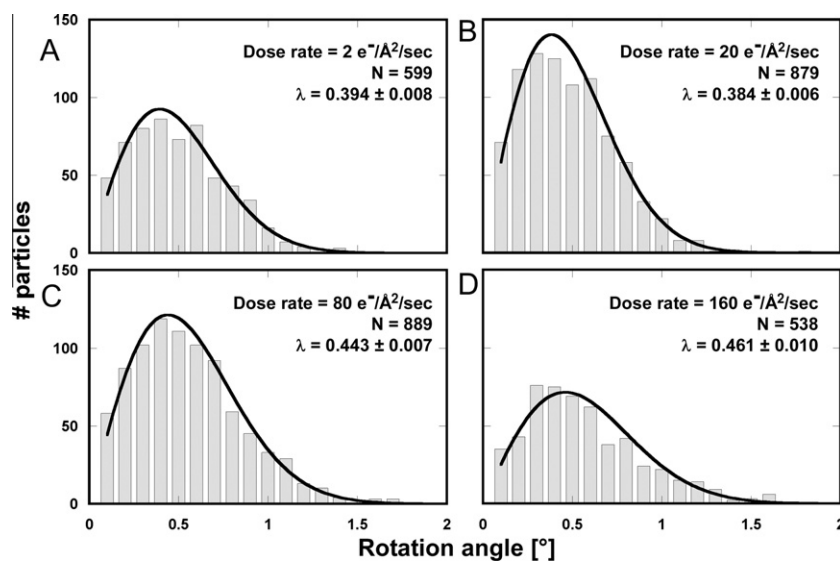 A
Dose rate = 2 e⁻/Å²/sec
N = 599
λ = 0.394 ± 0.008
B
Dose rate = 20 e⁻/Å²/sec
N = 879
λ = 0.384 ± 0.006
150
100
50
0
C
Dose rate = 80 e⁻/Å²/sec
N = 889
λ = 0.443 ± 0.007
D
Dose rate = 160 e⁻/Å²/sec
N = 538
λ = 0.461 ± 0.010
150
100
50
0
# particles
0 0.5 1 1.5 2
0 0.5 1 1.5 2
Rotation angle [°]